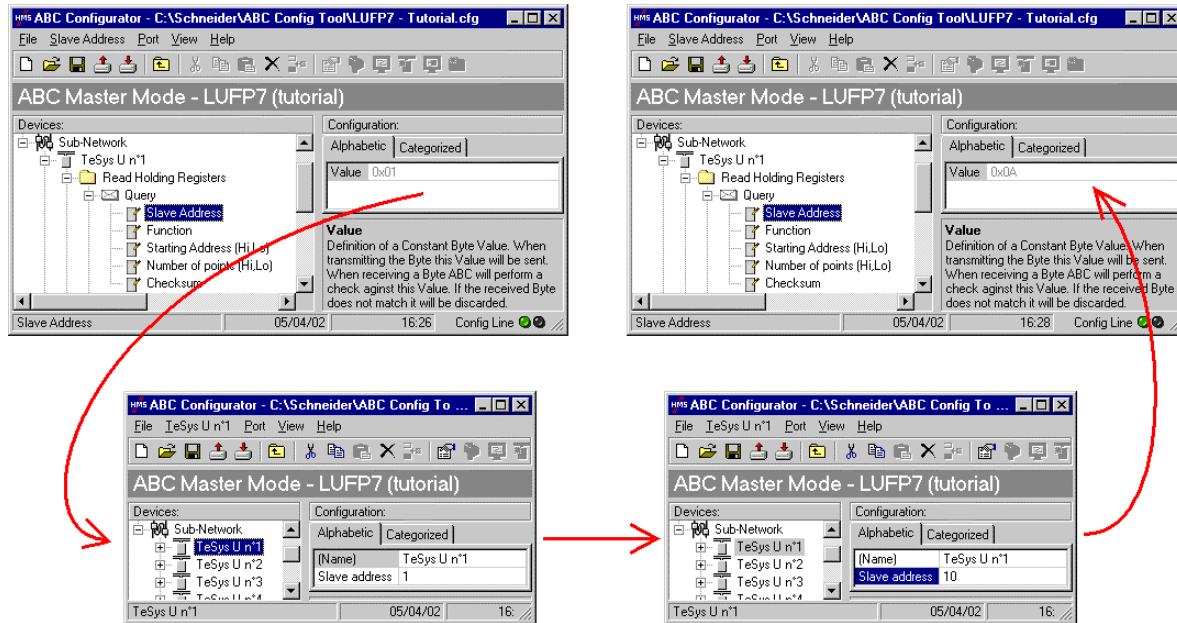 HMS ABC Configurator - C:\Schneider\ABC Config Tool\LUFP7 - Tutorial.cfg
File Slave Address Port View Help
ABC Master Mode - LUFP7 (tutorial)
Devices:
Sub-Network
TeSys U n°1
Read Holding Registers
Query
Slave Address
Function
Starting Address (Hi,Lo)
Number of points (Hi,Lo)
Checksum
Configuration:
Alphabetic Categorized
Value 0x01
Value
Definition of a Constant Byte Value. When
transmitting the Byte this Value will be sent.
When receiving a Byte ABC will perform a
check aginst this Value. If the received Byte
does not match it will be discarded.
Slave Address 05/04/02 16:26 Config Line
HMS ABC Configurator - C:\Schneider\ABC Config Tool\LUFP7 - Tutorial.cfg
File Slave Address Port View Help
ABC Master Mode - LUFP7 (tutorial)
Devices:
Sub-Network
TeSys U n°1
Read Holding Registers
Query
Slave Address
Function
Starting Address (Hi,Lo)
Number of points (Hi,Lo)
Checksum
Configuration:
Alphabetic Categorized
Value 0x0A
Value
Definition of a Constant Byte Value. When
transmitting the Byte this Value will be sent.
When receiving a Byte ABC will perform a
check aginst this Value. If the received Byte
does not match it will be discarded.
Slave Address 05/04/02 16:28 Config Line
HMS ABC Configurator - C:\Schneider\ABC Config To ...
File TeSys U n°1 Port View Help
ABC Master Mode - LUFP7 (tutorial)
Devices:
Sub-Network
TeSys U n°1
TeSys U n°2
TeSys U n°3
TeSys U n°4
Configuration:
Alphabetic Categorized
(Name) TeSys U n°1
Slave address 1
TeSys U n°1 05/04/02 16:
HMS ABC Configurator - C:\Schneider\ABC Config To ...
File TeSys U n°1 Port View Help
ABC Master Mode - LUFP7 (tutorial)
Devices:
Sub-Network
TeSys U n°1
TeSys U n°2
TeSys U n°3
TeSys U n°4
Configuration:
Alphabetic Categorized
(Name) TeSys U n°1
Slave address 10
TeSys U n°1 05/04/02 16: